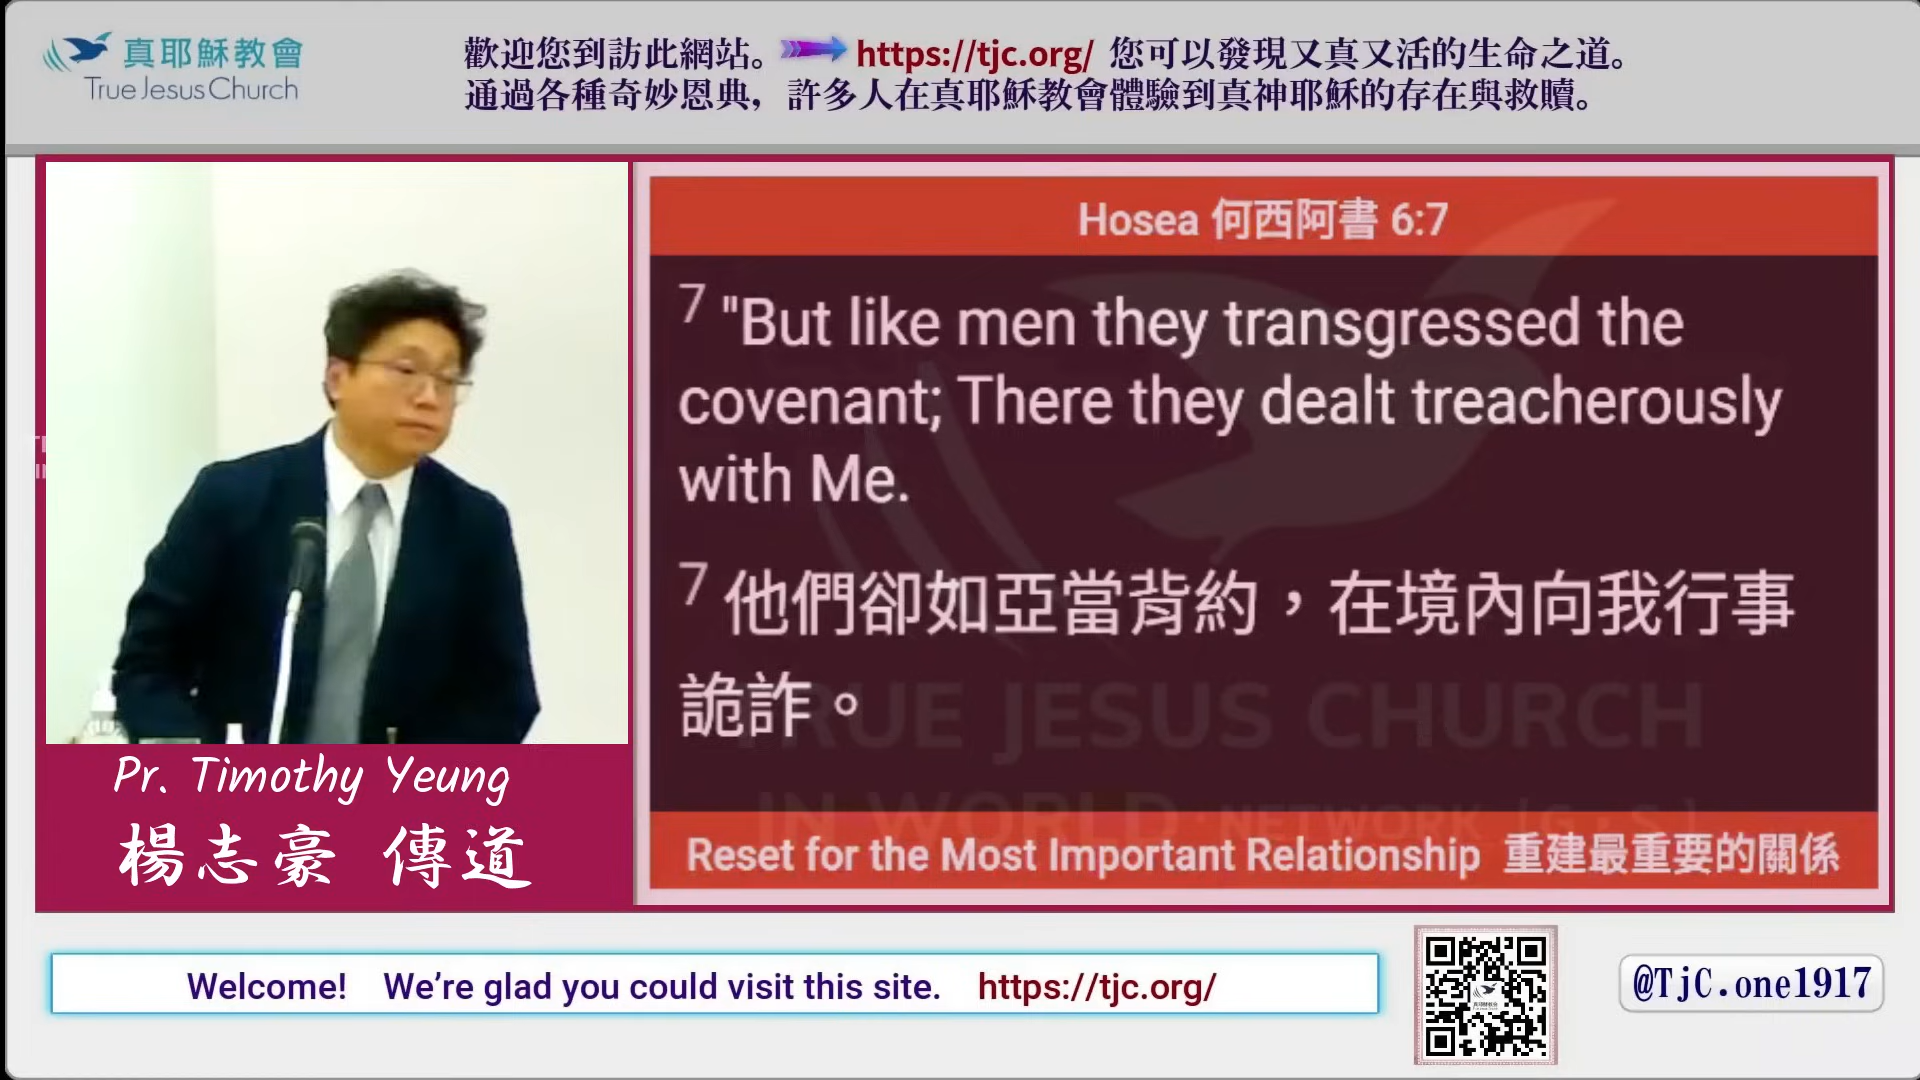 真耶穌教會
True Jesus Church
歡迎您到訪此網站。 https://tjc.org/ 您可以發現又真又活的生命之道。
通過各種奇妙恩典，許多人在真耶穌教會體驗到真神耶穌的存在與救贖。
Hosea 何西阿書 6:7
7 "But like men they transgressed the
covenant; There they dealt treacherously
with Me.
7 他們卻如亞當背約，在境內向我行事
詭詐。
TRUE JESUS CHURCH
IN WORLD · NETWORK [G·S]
Reset for the Most Important Relationship 重建最重要的關係
Pr. Timothy Yeung
楊志豪 傳道
Welcome! We're glad you could visit this site. https://tjc.org/
@TjC.one1917